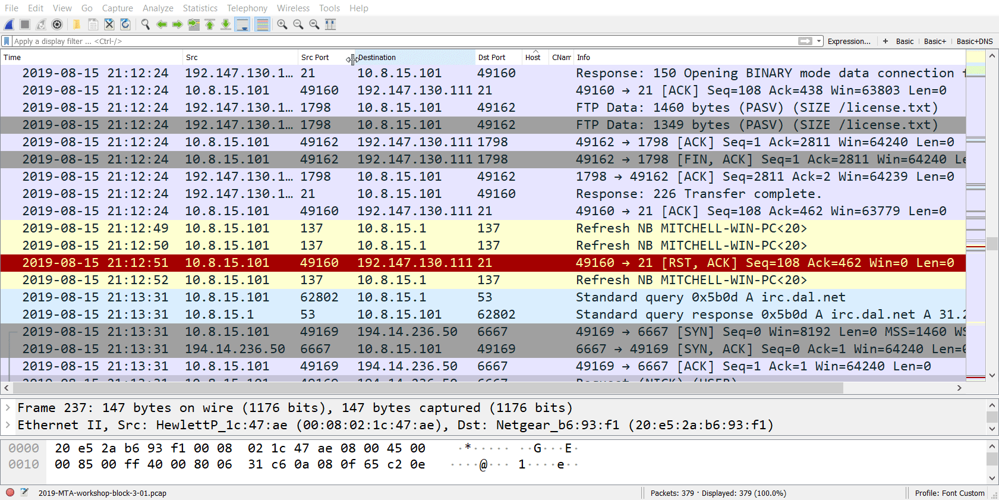 File Edit View Go Capture Analyze Statistics Telephony Wireless Tools Help
Apply a display filter ... <Ctrl-/> Expression... + Basic Basic+ Basic+DNS
Time Src Src Port Destination Dst Port Host CNam Info
2019-08-15 21:12:24 192.147.130.1… 21 10.8.15.101 49160 Response: 150 Opening BINARY mode data connection
2019-08-15 21:12:24 10.8.15.101 49160 192.147.130.111 21 49160 → 21 [ACK] Seq=108 Ack=438 Win=63803 Len=0
2019-08-15 21:12:24 192.147.130.1… 1798 10.8.15.101 49162 FTP Data: 1460 bytes (PASV) (SIZE /license.txt)
2019-08-15 21:12:24 192.147.130.1… 1798 10.8.15.101 49162 FTP Data: 1349 bytes (PASV) (SIZE /license.txt)
2019-08-15 21:12:24 10.8.15.101 49162 192.147.130.111 1798 49162 → 1798 [ACK] Seq=1 Ack=2811 Win=64240 Len=0
2019-08-15 21:12:24 10.8.15.101 49162 192.147.130.111 1798 49162 → 1798 [FIN, ACK] Seq=1 Ack=2811 Win=64240 Le
2019-08-15 21:12:24 192.147.130.1… 1798 10.8.15.101 49162 1798 → 49162 [ACK] Seq=2811 Ack=2 Win=64239 Len=0
2019-08-15 21:12:24 192.147.130.1… 21 10.8.15.101 49160 Response: 226 Transfer complete.
2019-08-15 21:12:24 10.8.15.101 49160 192.147.130.111 21 49160 → 21 [ACK] Seq=108 Ack=462 Win=63779 Len=0
2019-08-15 21:12:49 10.8.15.101 137 10.8.15.1 137 Refresh NB MITCHELL-WIN-PC<20>
2019-08-15 21:12:50 10.8.15.101 137 10.8.15.1 137 Refresh NB MITCHELL-WIN-PC<20>
2019-08-15 21:12:51 10.8.15.101 49160 192.147.130.111 21 49160 → 21 [RST, ACK] Seq=108 Ack=462 Win=0 Len=0
2019-08-15 21:12:52 10.8.15.101 137 10.8.15.1 137 Refresh NB MITCHELL-WIN-PC<20>
2019-08-15 21:13:31 10.8.15.101 62802 10.8.15.1 53 Standard query 0x5b0d A irc.dal.net
2019-08-15 21:13:31 10.8.15.1 53 10.8.15.101 62802 Standard query response 0x5b0d A irc.dal.net A 31.2
2019-08-15 21:13:31 10.8.15.101 49169 194.14.236.50 6667 49169 → 6667 [SYN] Seq=0 Win=8192 Len=0 MSS=1460 WS
2019-08-15 21:13:31 194.14.236.50 6667 10.8.15.101 49169 6667 → 49169 [SYN, ACK] Seq=0 Ack=1 Win=64240 Len=0
2019-08-15 21:13:31 10.8.15.101 49169 194.14.236.50 6667 49169 → 6667 [ACK] Seq=1 Ack=1 Win=64240 Len=0
2019-08-15 21:13:31 10.8.15.101 49169 194.14.236.50 6667 Request (NICK) (USER)
Frame 237: 147 bytes on wire (1176 bits), 147 bytes captured (1176 bits)
Ethernet II, Src: HewlettP_1c:47:ae (00:08:02:1c:47:ae), Dst: Netgear_b6:93:f1 (20:e5:2a:b6:93:f1)
0000 20 e5 2a b6 93 f1 00 08 02 1c 47 ae 08 00 45 00 ·*····· ··G···E·
0010 00 85 00 ff 40 00 80 06 31 c6 0a 08 0f 65 c2 0e ····@··· 1····e··
2019-MTA-workshop-block-3-01.pcap Packets: 379 · Displayed: 379 (100.0%) Profile: Font Custom